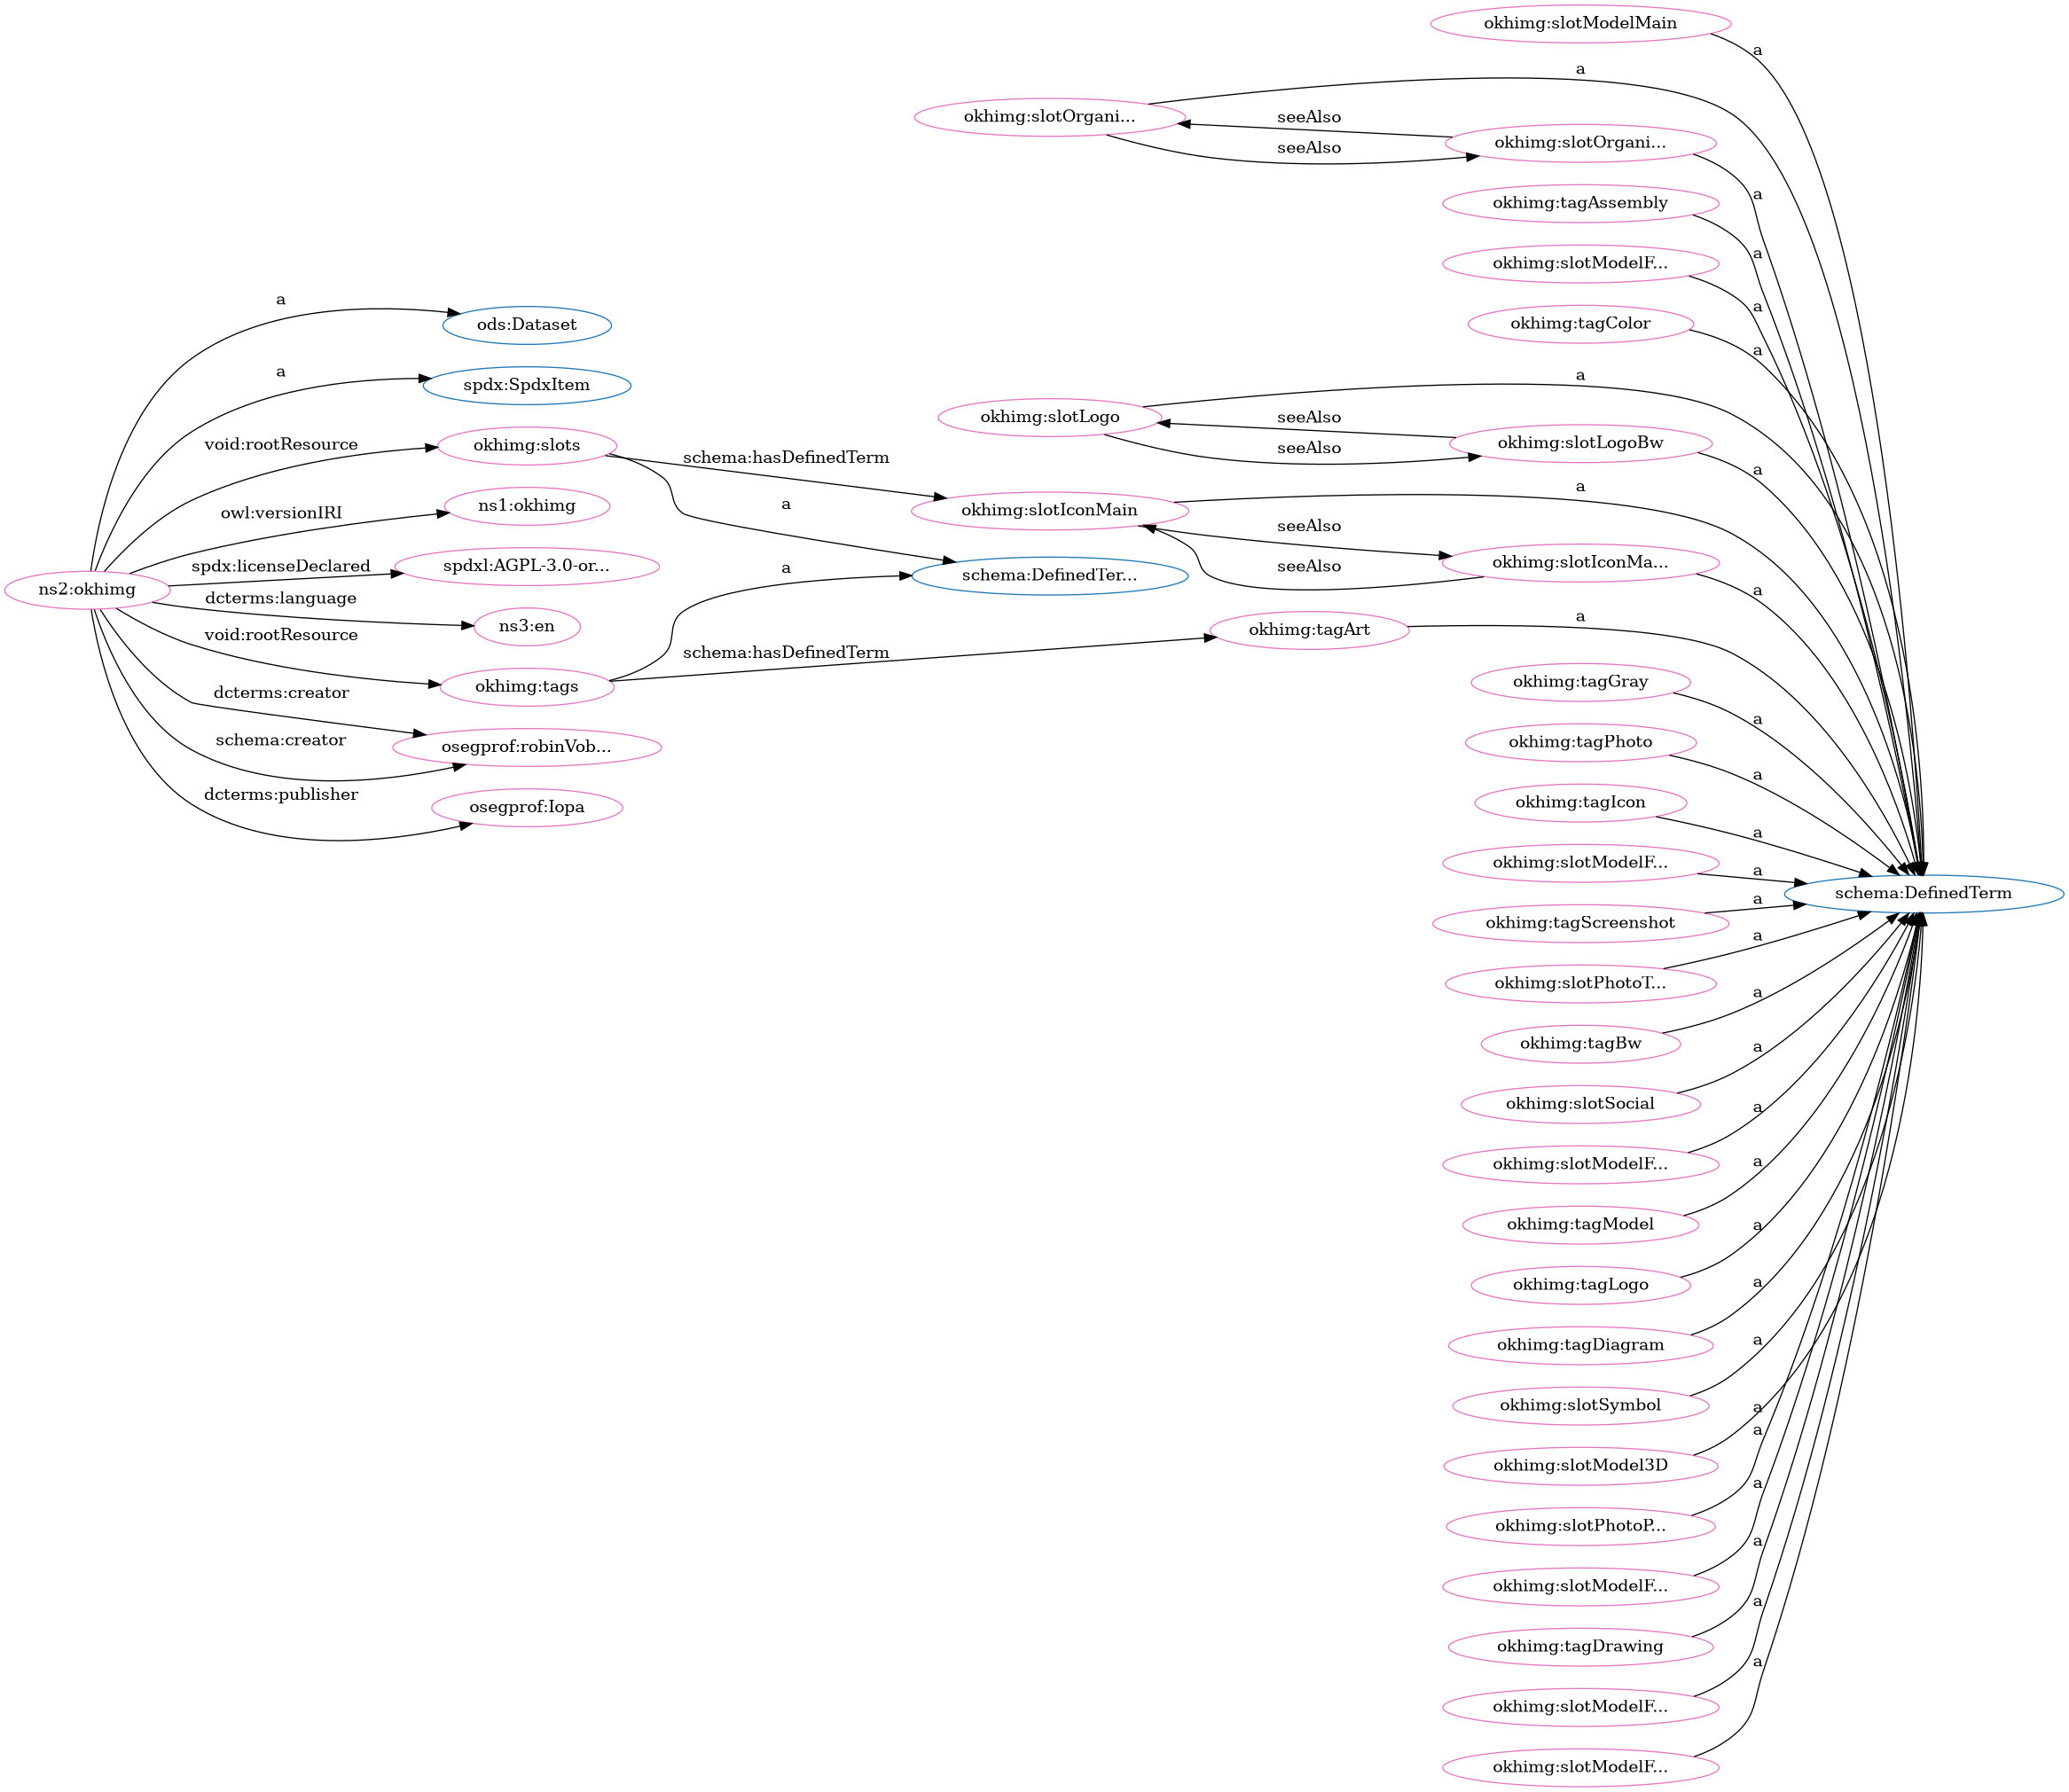 okhimg:slotModelMain
a
a
okhimg:slotOrgani...
seeAlso
okhimg:slotOrgani...
seeAlso
a
okhimg:tagAssembly
a
okhimg:slotModelF...
a
okhimg:tagColor
a
a
ods:Dataset
a
spdx:SpdxItem
a
okhimg:slotLogo
seeAlso
okhimg:slotLogoBw
seeAlso
a
void:rootResource
okhimg:slots
schema:hasDefinedTerm
a
a
okhimg:slotIconMain
seeAlso
okhimg:slotIconMa...
seeAlso
a
owl:versionIRI
ns1:okhimg
spdx:licenseDeclared
spdxl:AGPL-3.0-or...
a
schema:DefinedTer...
ns2:okhimg
dcterms:language
ns3:en
void:rootResource
okhimg:tags
schema:hasDefinedTerm
okhimg:tagArt
a
dcterms:creator
schema:creator
osegprof:robinVob...
dcterms:publisher
osegprof:Iopa
okhimg:tagGray
a
okhimg:tagPhoto
a
okhimg:tagIcon
a
okhimg:slotModelF...
a
schema:DefinedTerm
okhimg:tagScreenshot
a
okhimg:slotPhotoT...
a
okhimg:tagBw
a
okhimg:slotSocial
a
okhimg:slotModelF...
a
okhimg:tagModel
a
okhimg:tagLogo
a
okhimg:tagDiagram
a
okhimg:slotSymbol
a
okhimg:slotModel3D
a
okhimg:slotPhotoP...
a
okhimg:slotModelF...
a
okhimg:tagDrawing
a
okhimg:slotModelF...
a
okhimg:slotModelF...
a